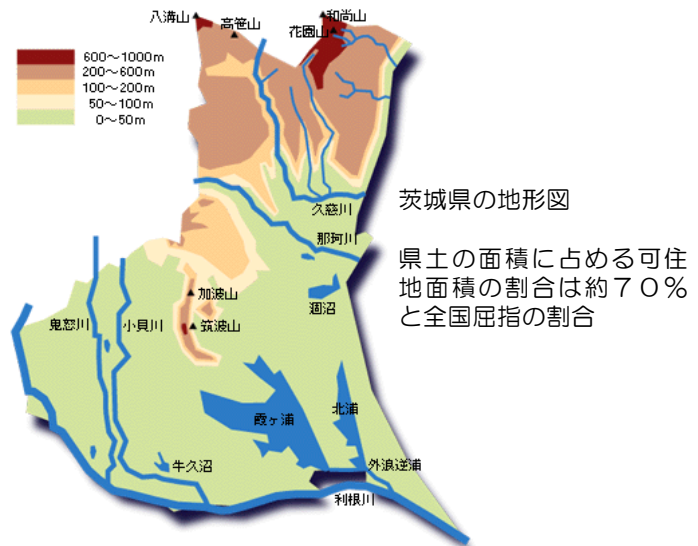 八溝山
高笹山
和尚山
花園山
600〜1000m
200〜600m
100〜200m
50〜100m
0〜50m
久慈川
那珂川
茨城県の地形図
県土の面積に占める可住
地面積の割合は約７０％
と全国屈指の割合
加波山
涸沼
鬼怒川
小貝川
筑波山
霞ヶ浦
北浦
牛久沼
外浪逆浦
利根川